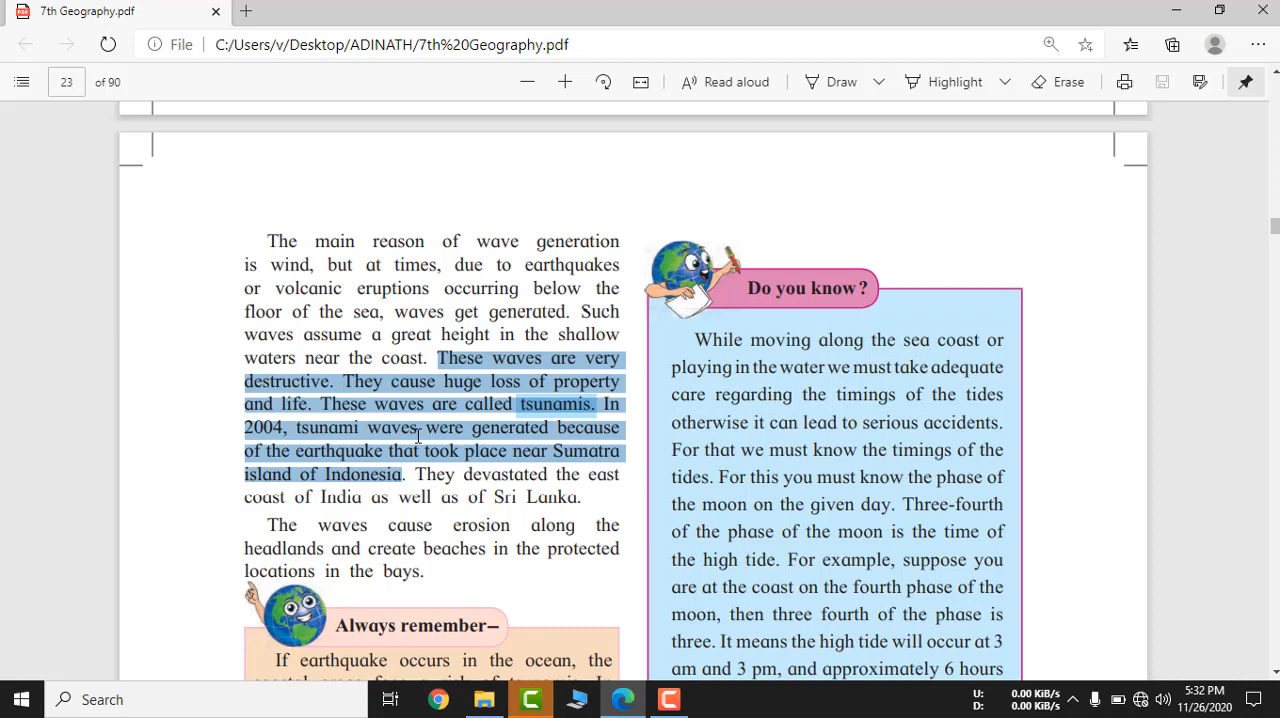 7th Geography.pdf
File
C:/Users/v/Desktop/ADINATH/7th%20Geography.pdf
23 of 90
Read aloud
Draw
Highlight
Erase
The main reason of wave generation
is wind, but at times, due to earthquakes
or volcanic eruptions occurring below the
floor of the sea, waves get generated. Such
waves assume a great height in the shallow
waters near the coast. These waves are very
destructive. They cause huge loss of property
and life. These waves are called tsunamis. In
2004, tsunami waves were generated because
of the earthquake that took place near Sumatra
island of Indonesia. They devastated the east
coast of India as well as of Sri Lanka.
The waves cause erosion along the
headlands and create beaches in the protected
locations in the bays.
Always remember–
If earthquake occurs in the ocean, the
Do you know?
While moving along the sea coast or
playing in the water we must take adequate
care regarding the timings of the tides
otherwise it can lead to serious accidents.
For that we must know the timings of the
tides. For this you must know the phase of
the moon on the given day. Three-fourth
of the phase of the moon is the time of
the high tide. For example, suppose you
are at the coast on the fourth phase of the
moon, then three fourth of the phase is
three. It means the high tide will occur at 3
am and 3 pm, and approximately 6 hours
Search
U: 0.00 KiB/s
D: 0.00 KiB/s
5:32 PM
11/26/2020